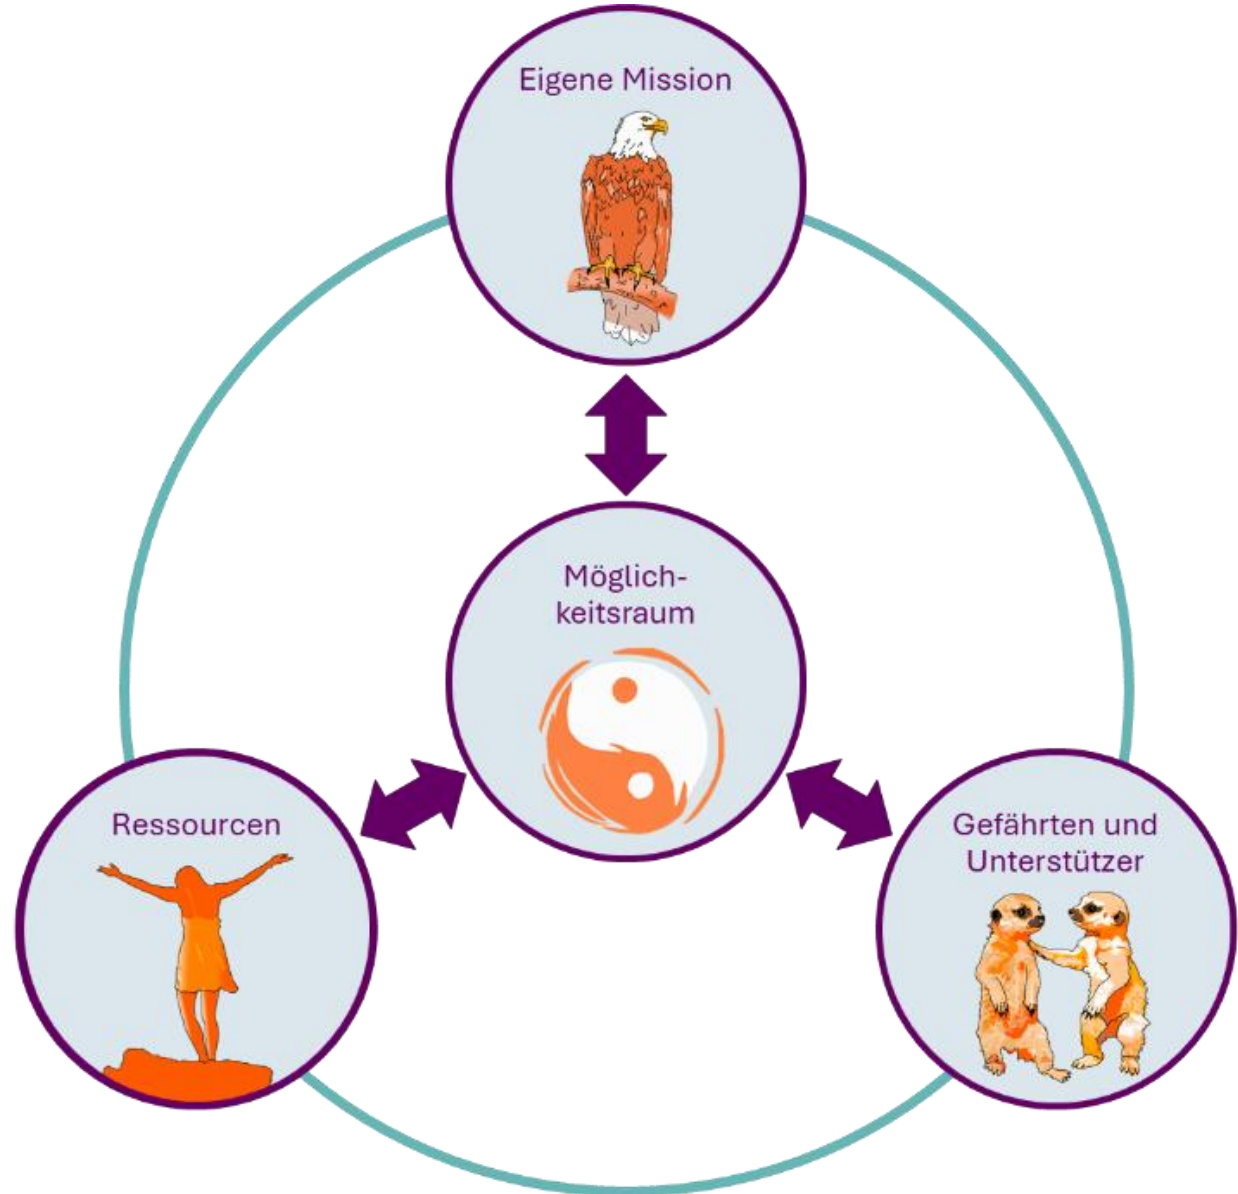 Eigene Mission
Möglich-
keitsraum
Ressourcen
Gefährten und
Unterstützer